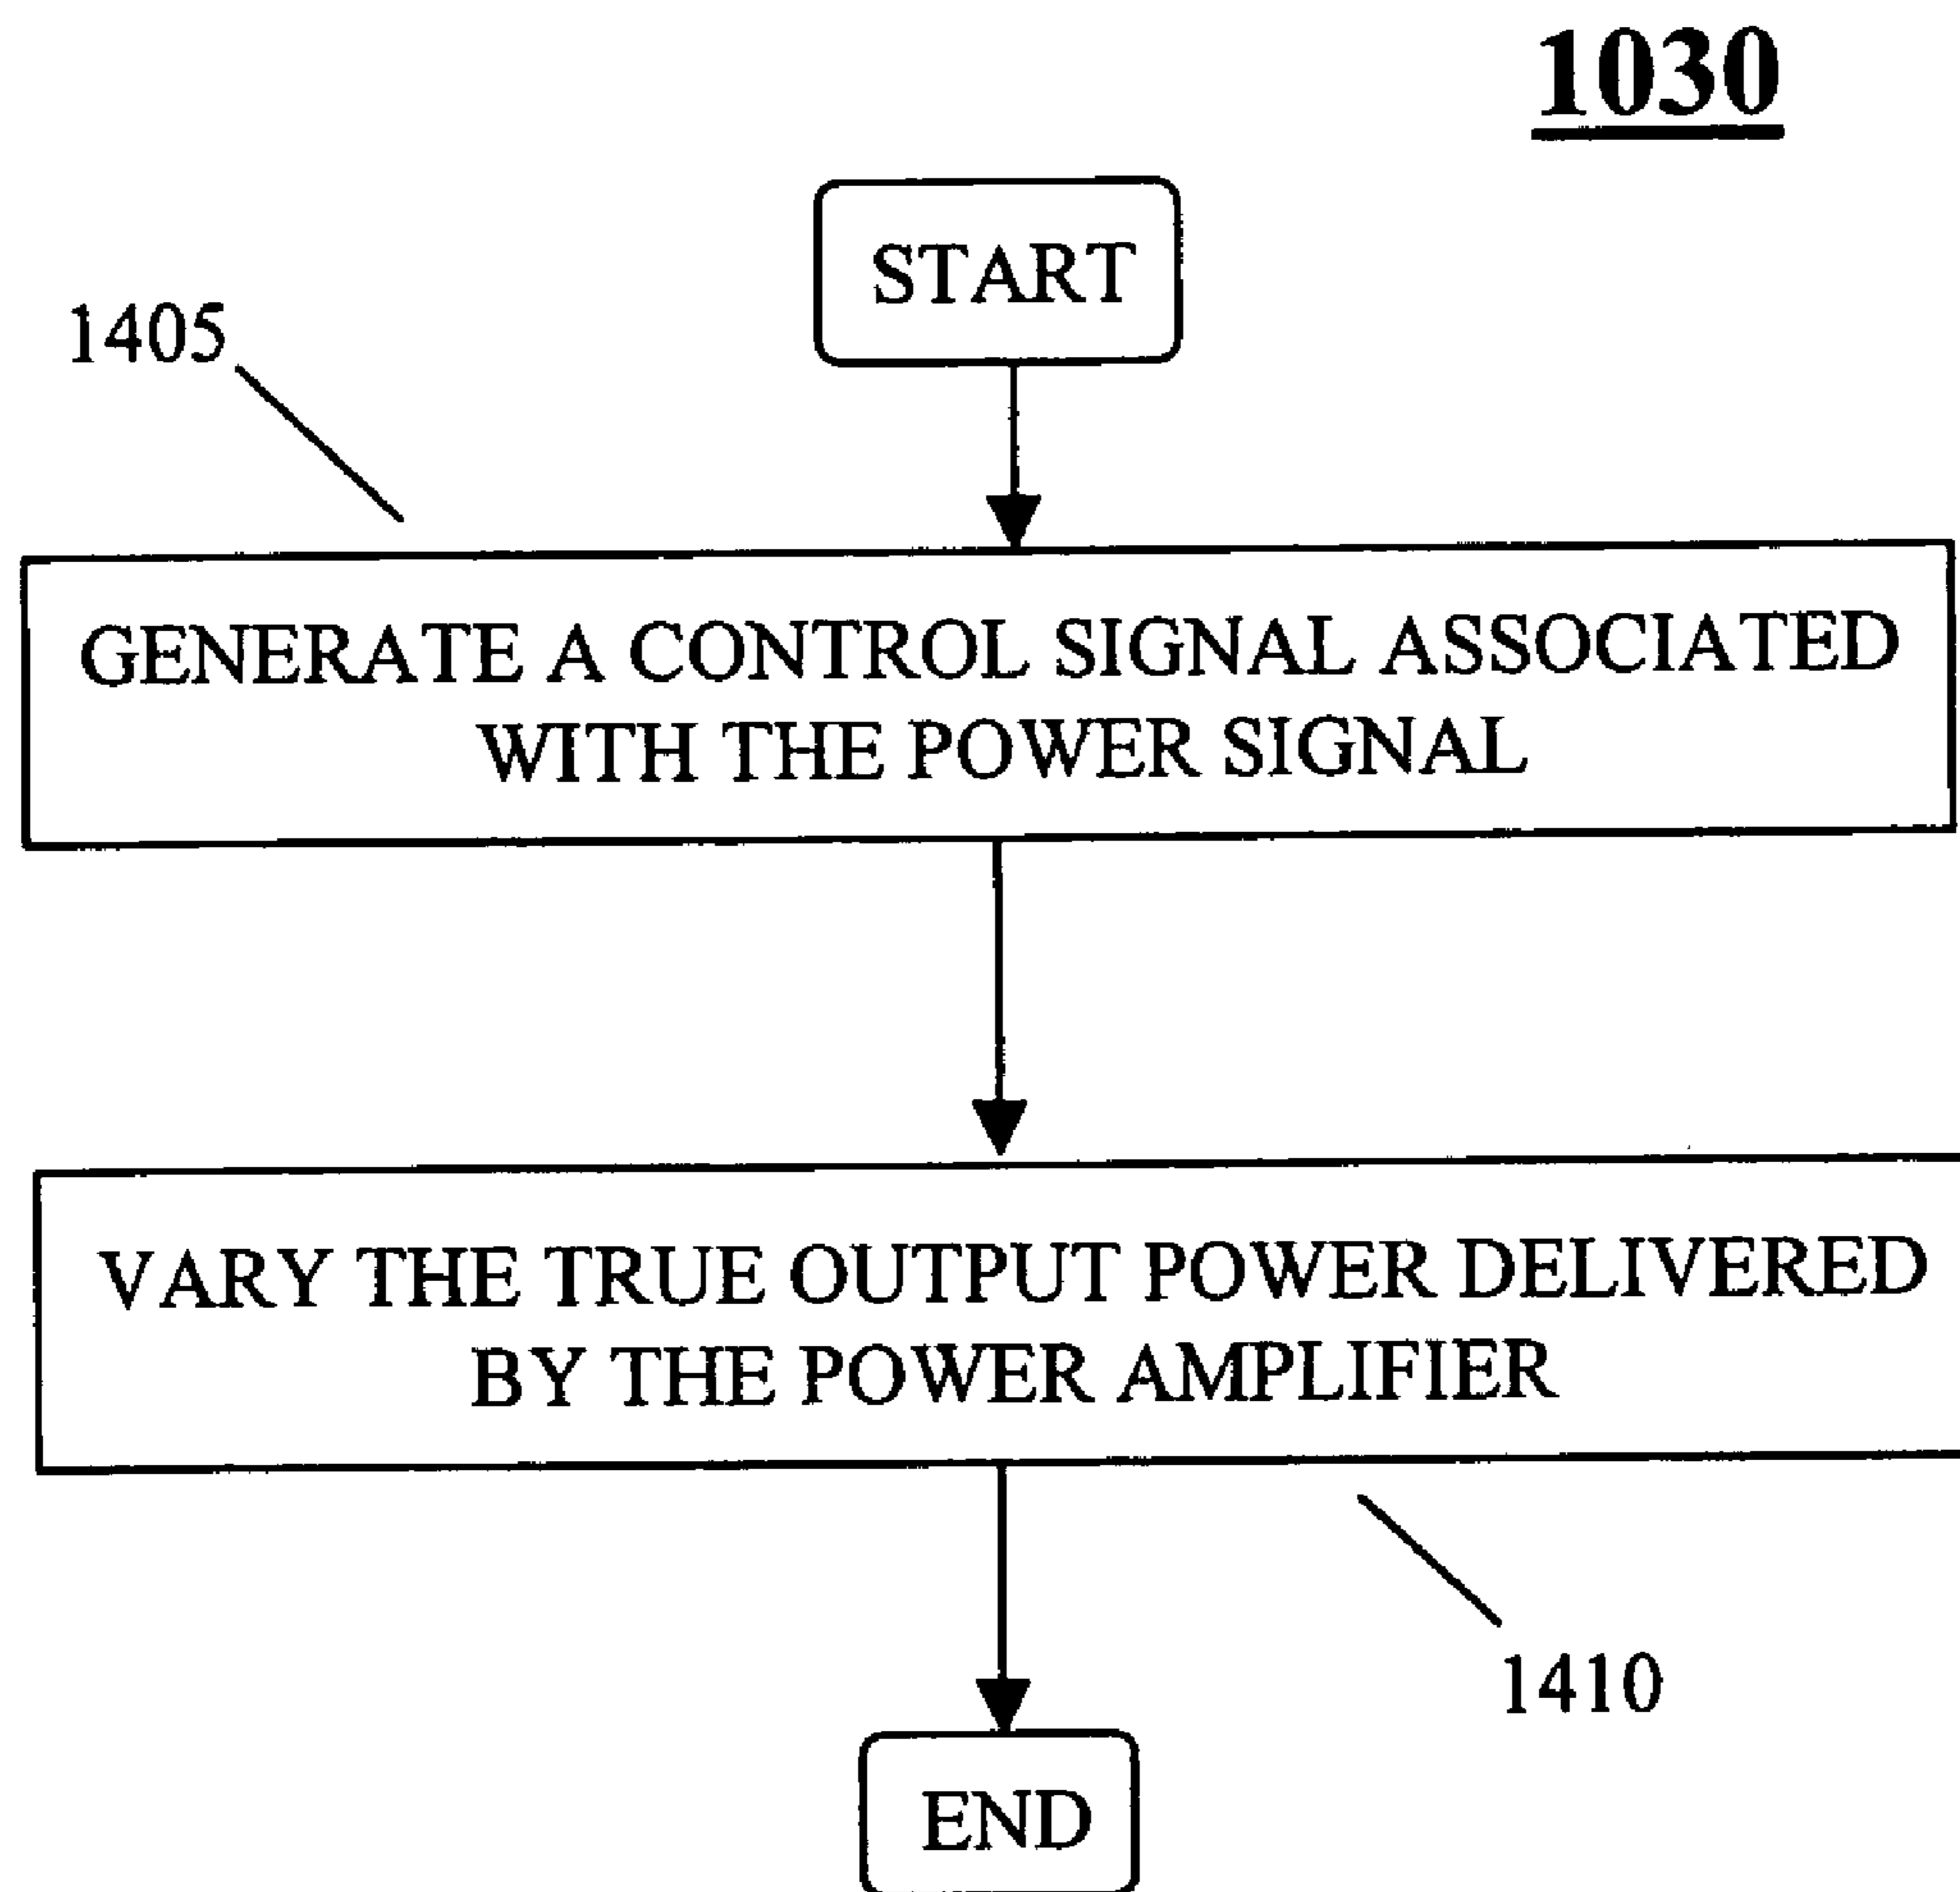 1030
START
1405
GENERATE A CONTROL SIGNAL ASSOCIATED
WITH THE POWER SIGNAL
VARY THE TRUE OUTPUT POWER DELIVERED
BY THE POWER AMPLIFIER
1410
END